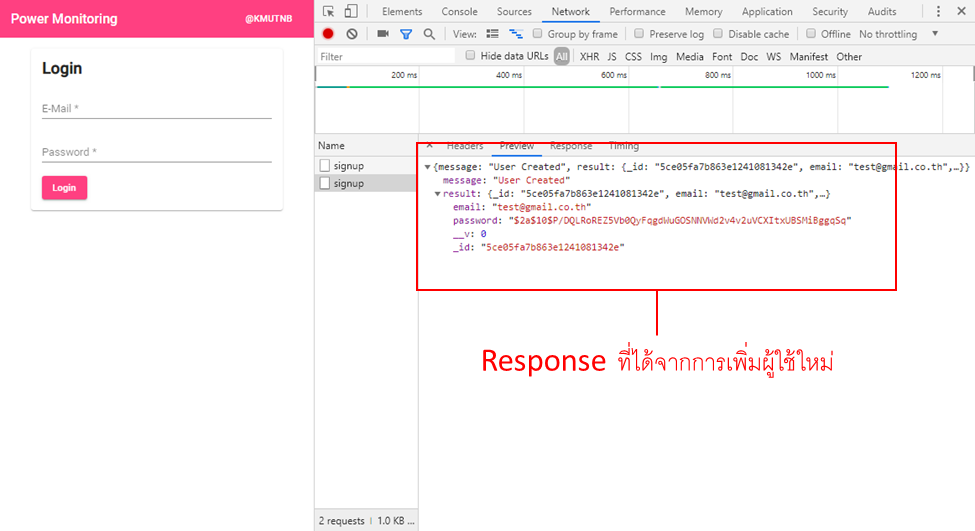 Power Monitoring @KMUTNB
Login
E-Mail *
Password *
Login
Elements Console Sources Network Performance Memory Application Security Audits
View: Group by frame Preserve log Disable cache Offline No throttling
Filter Hide data URLs All XHR JS CSS Img Media Doc Font WS Manifest Other
200 ms 400 ms 600 ms 800 ms 1000 ms 1200 ms
Name
signup
signup
Headers Preview Response Timing
{message: "User Created", result: {_id: "5ce05fa7b863e1241081342e", email: "test@gmail.co.th",…}}
message: "User Created"
result: {_id: "5ce05fa7b863e1241081342e", email: "test@gmail.co.th",…}
email: "test@gmail.co.th"
password: "$2a$10$P/DQLRoREZ5Vb0QyFqgdWuGOSNNVWd2v4v2uVCXItxUBSMiBggqSq"
__v: 0
_id: "5ce05fa7b863e1241081342e"
Response ที่ได้จากการเพิ่มผู้ใช้ใหม่
2 requests 1.0 KB ...